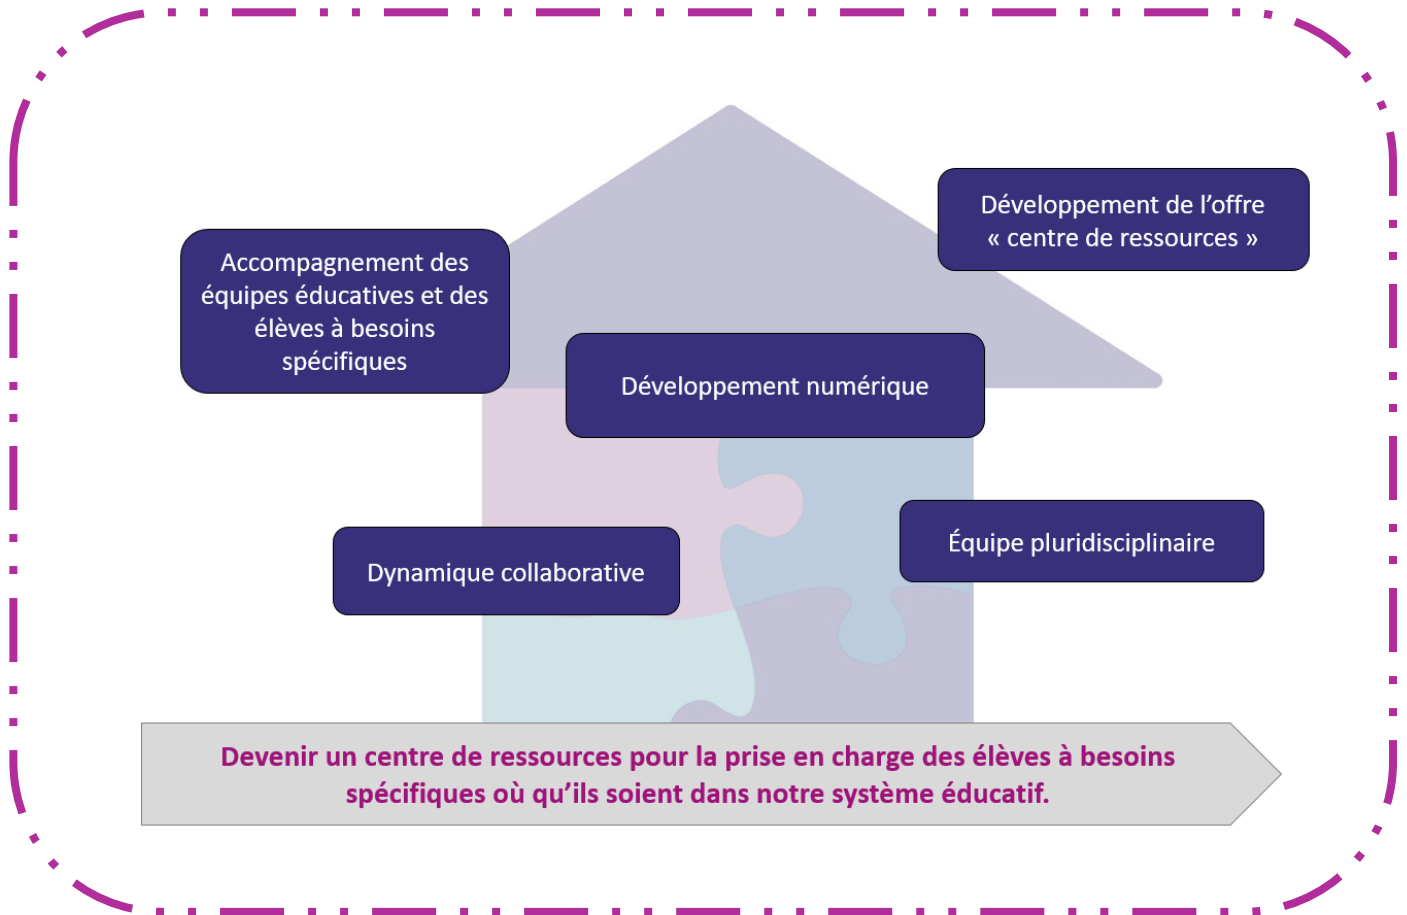 Développement de l’offre
« centre de ressources »
Accompagnement des
équipes éducatives et des
élèves à besoins
spécifiques
Développement numérique
Équipe pluridisciplinaire
Dynamique collaborative
Devenir un centre de ressources pour la prise en charge des élèves à besoins
spécifiques où qu’ils soient dans notre système éducatif.